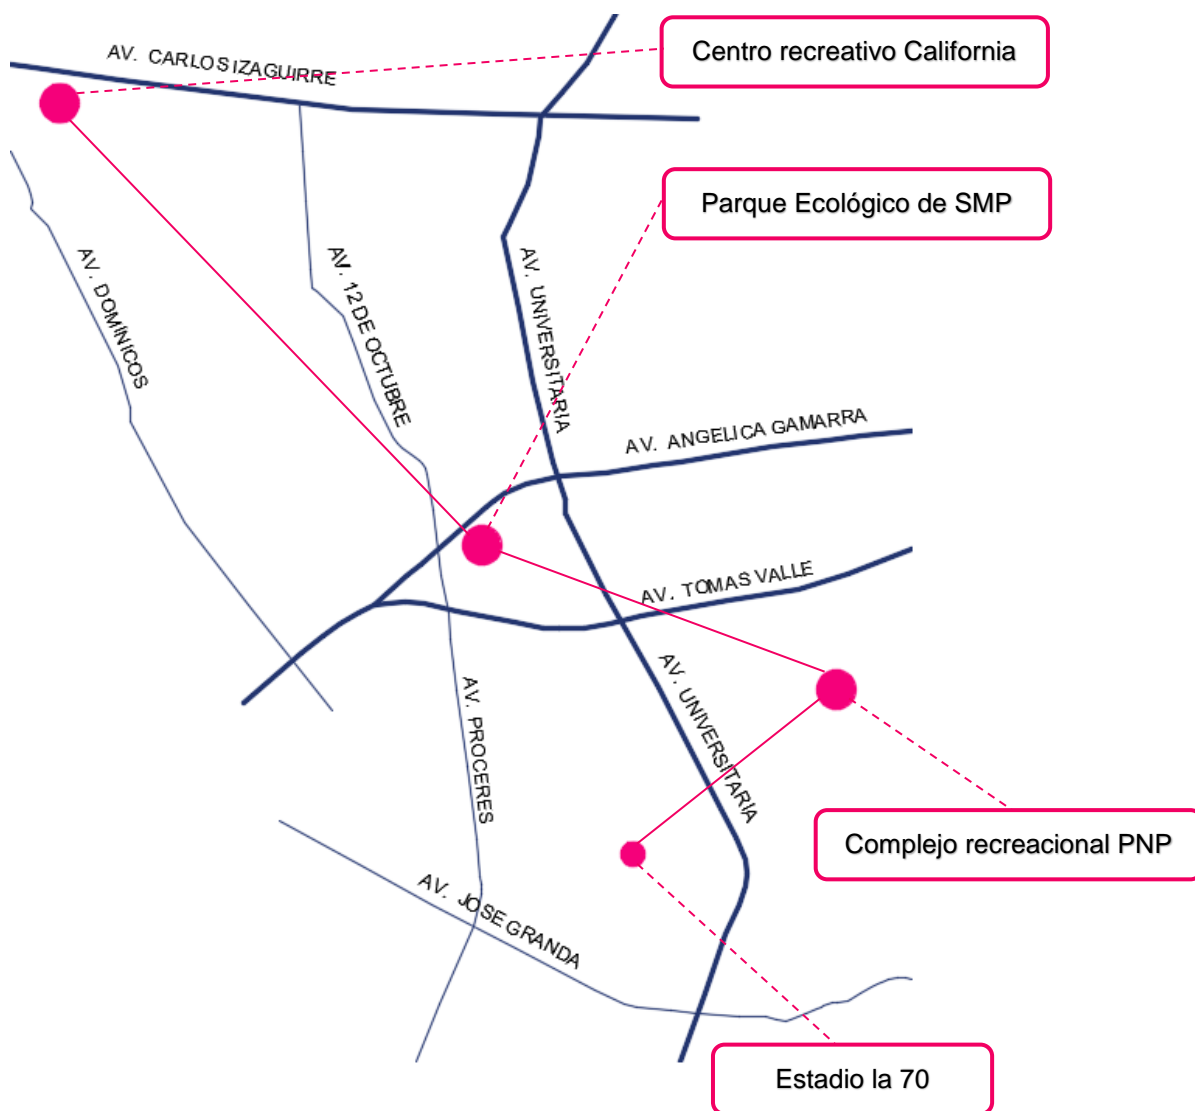 AV. CARLOS IZAGUIRRE
Centro recreativo California
Parque Ecológico de SMP
AV. DOMÍNICOS
AV. 12 DE OCTUBRE
AV. UNIVERSITARIA
AV. ANGELICA GAMARRA
AV. TOMAS VALLE
AV. PROCERES
AV. UNIVERSITARIA
Complejo recreacional PNP
AV. JOSE GRANDA
Estadio la 70